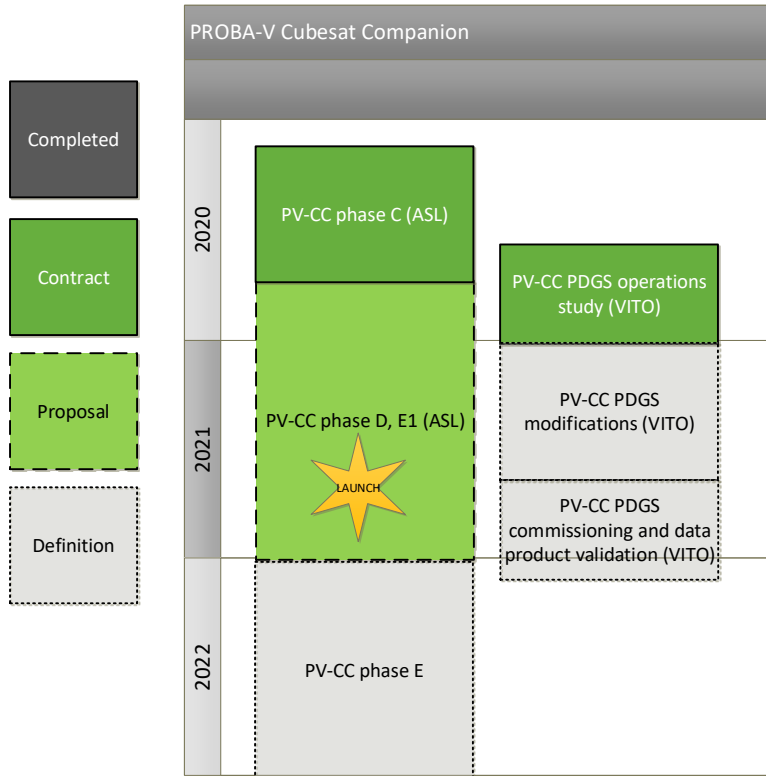 PROBA-V Cubesat Companion
Completed
Contract
Proposal
Definition
2020
2021
2022
PV-CC phase C (ASL)
PV-CC phase D, E1 (ASL)
LAUNCH
PV-CC phase E
PV-CC PDGS operations
study (VITO)
PV-CC PDGS
modifications (VITO)
PV-CC PDGS
commissioning and data
product validation (VITO)